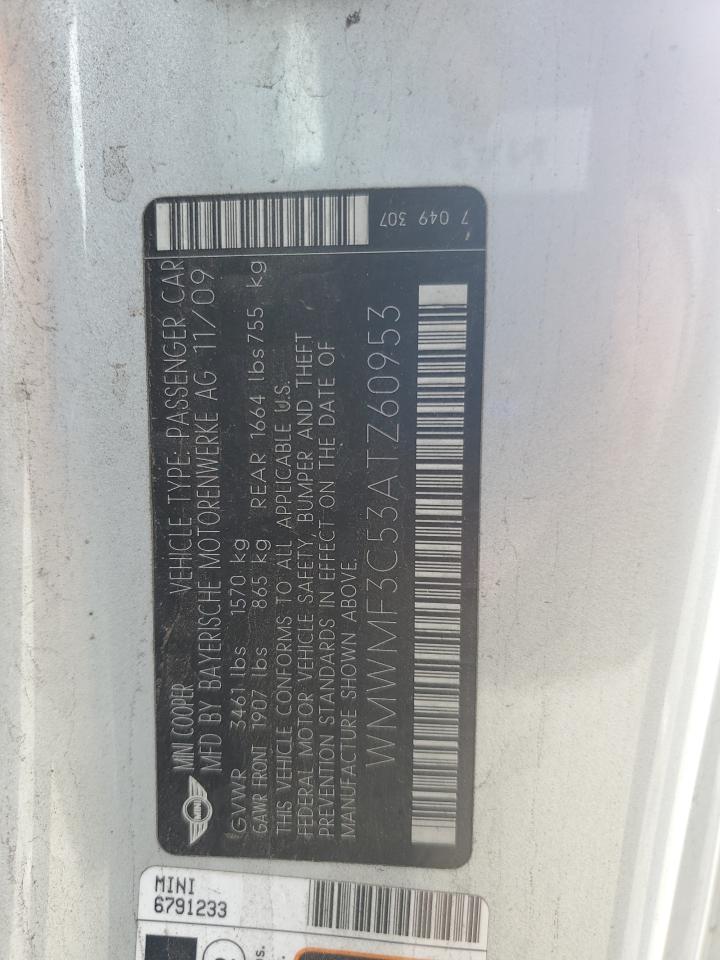 7 049 307
MINI COOPER VEHICLE TYPE: PASSENGER CAR
MFD BY BAYERISCHE MOTORENWERKE AG 11/09
GVWR 3461 lbs 1570 kg
GAWR FRONT 1907 lbs 865 kg REAR 1664 lbs 755 kg
THIS VEHICLE CONFORMS TO ALL APPLICABLE U.S.
FEDERAL MOTOR VEHICLE SAFETY, BUMPER AND THEFT
PREVENTION STANDARDS IN EFFECT ON THE DATE OF
MANUFACTURE SHOWN ABOVE.
WMWMF3C53ATZ60953
MINI
MINI
6791233